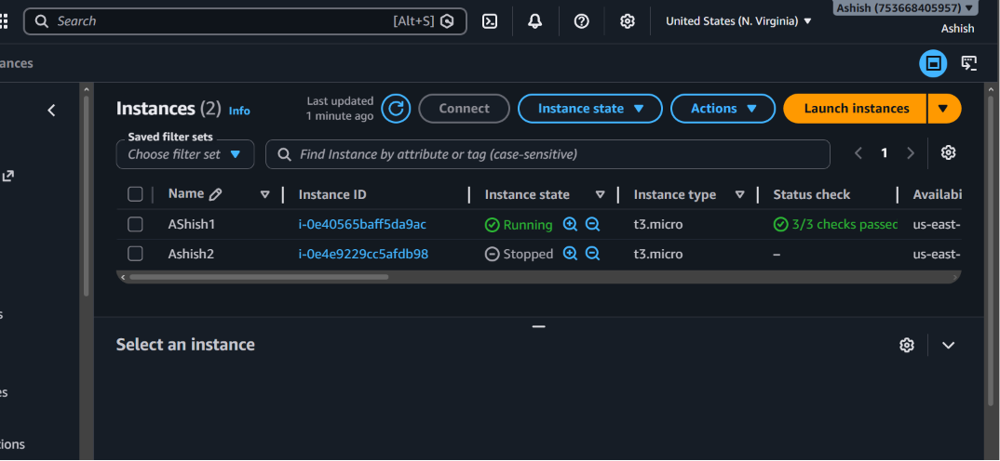 Search [Alt+S] United States (N. Virginia) Ashish (753668405957)
Ashish
ances
Instances (2) Info Last updated 1 minute ago Connect Instance state Actions Launch instances
Saved filter sets
Choose filter set Find Instance by attribute or tag (case-sensitive) 1
Name Instance ID Instance state Instance type Status check Availabi
AShish1 i-0e40565baff5da9ac Running t3.micro 3/3 checks passec us-east-
Ashish2 i-0e4e9229cc5afdb98 Stopped t3.micro – us-east-
s
Select an instance
es
ions